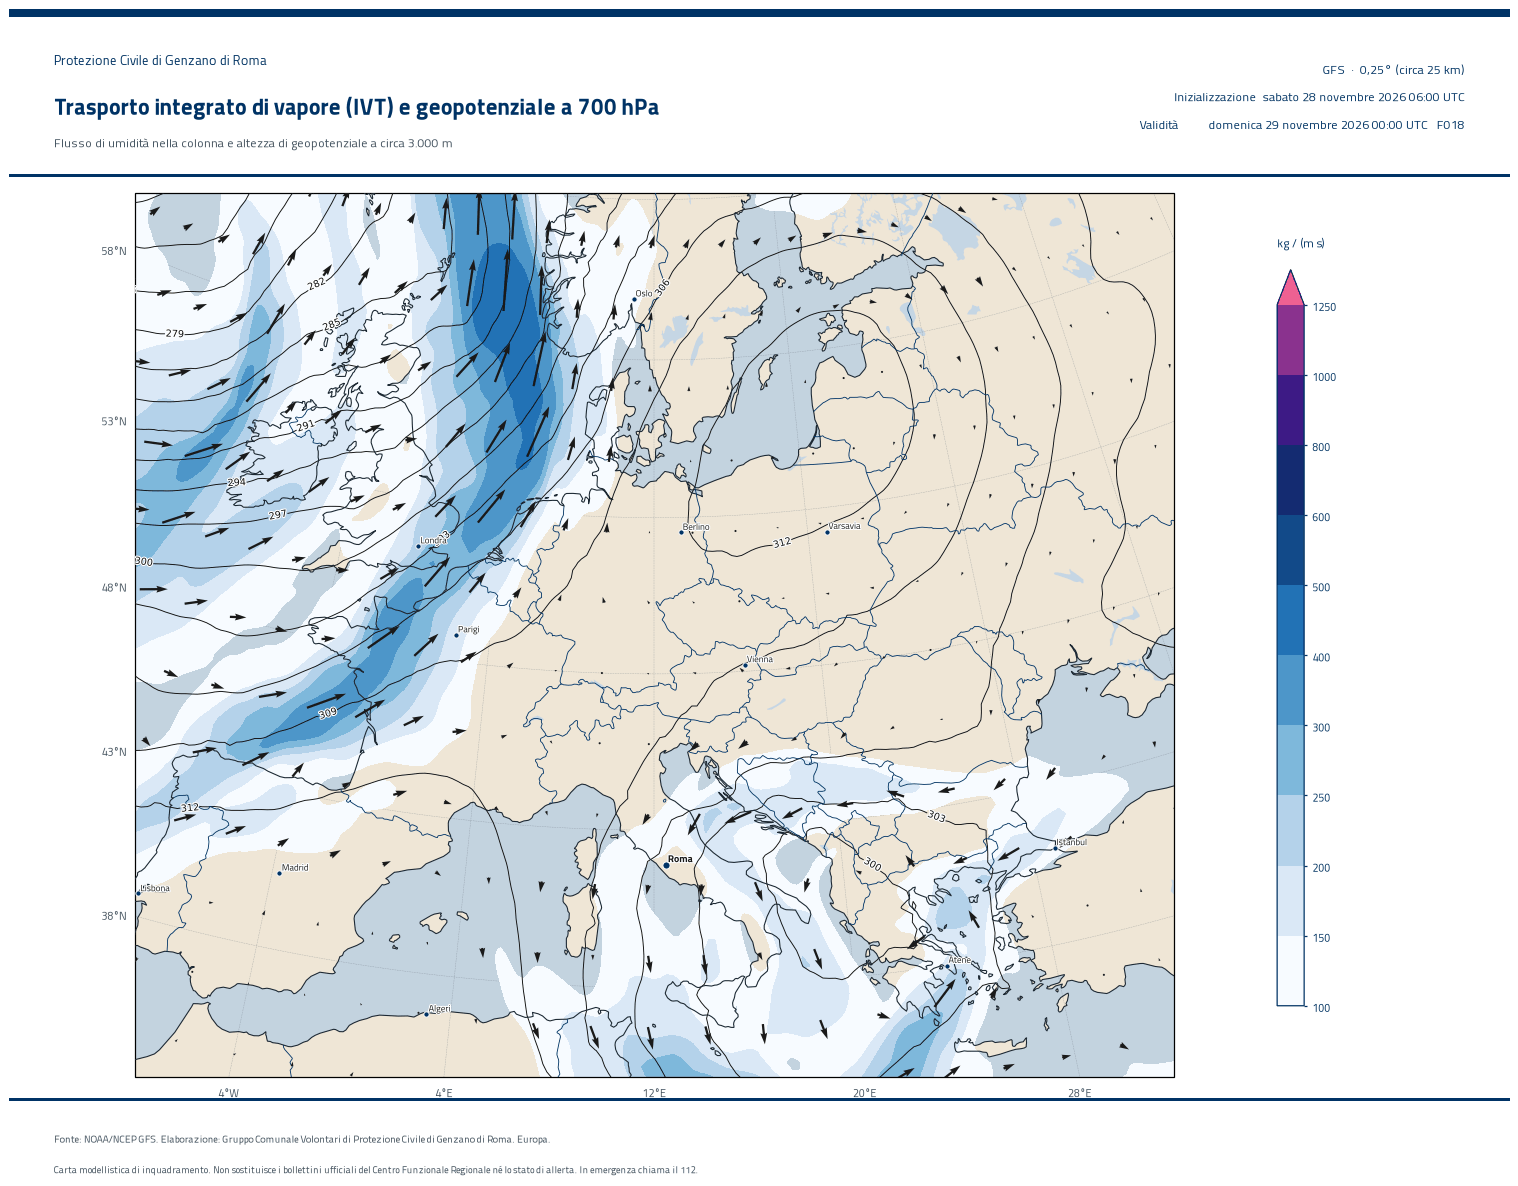 Protezione Civile di Genzano di Roma
Trasporto integrato di vapore (IVT) e geopotenziale a 700 hPa
Flusso di umidità nella colonna e altezza di geopotenziale a circa 3.000 m
GFS · 0,25° (circa 25 km)
Inizializzazione sabato 28 novembre 2026 06:00 UTC
Validità domenica 29 novembre 2026 00:00 UTC F018
kg / (m s)
1250
1000
800
600
500
400
300
250
200
150
100
58°N
53°N
48°N
43°N
38°N
4°W
4°E
12°E
20°E
28°E
282
285
279
291
294
297
300
306
309
312
312
303
300
Oslo
Londra
Berlino
Varsavia
Parigi
Vienna
Roma
Istanbul
Madrid
Lisbona
Atene
Algeri
Fonte: NOAA/NCEP GFS. Elaborazione: Gruppo Comunale Volontari di Protezione Civile di Genzano di Roma. Europa.
Carta modellistica di inquadramento. Non sostituisce i bollettini ufficiali del Centro Funzionale Regionale né lo stato di allerta. In emergenza chiama il 112.